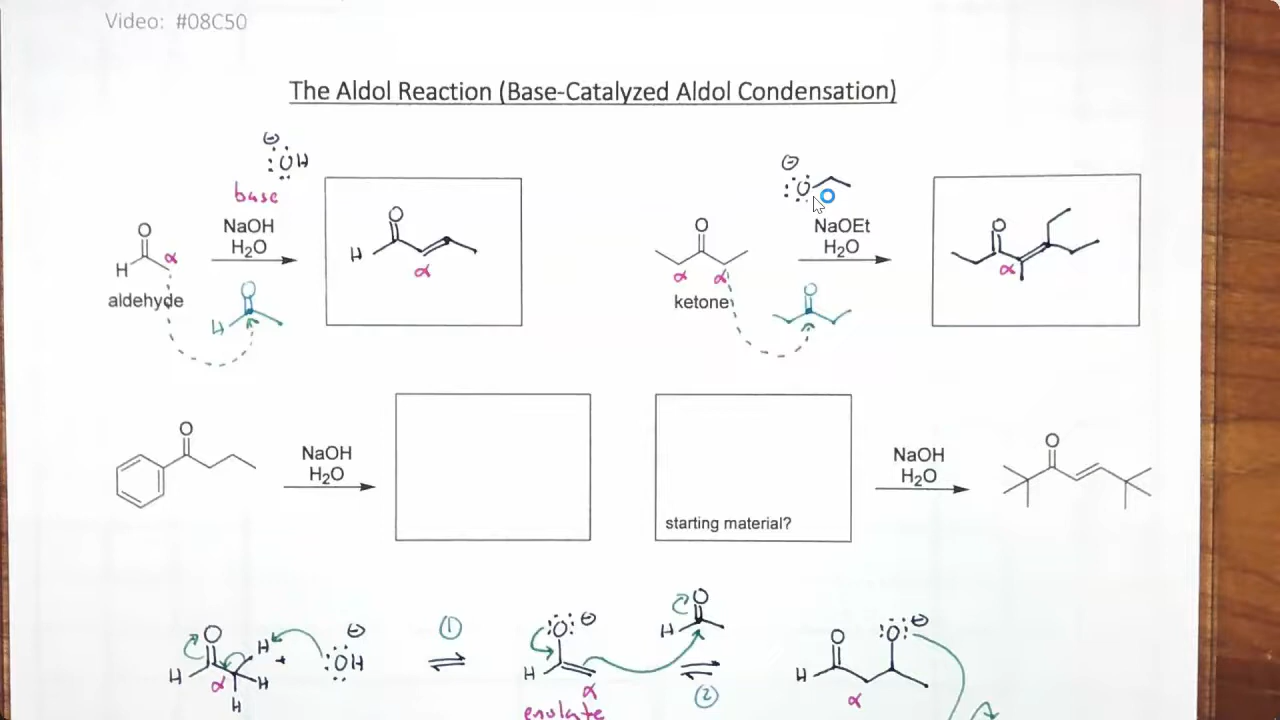 Video: #08C50
The Aldol Reaction (Base-Catalyzed Aldol Condensation)
⊖
:ÖH
base
NaOH
H₂O
O
H
α
aldehyde
O
H
O
H
α
⊖
:O
NaOEt
H₂O
O
α
α
ketone
O
O
α
O
NaOH
H₂O
starting material?
NaOH
H₂O
O
O
H
α
H
H
H
+
⊖
:OH
①
:O: ⊖
H
α
enolate
O
H
②
O
H
α
:O: ⊖